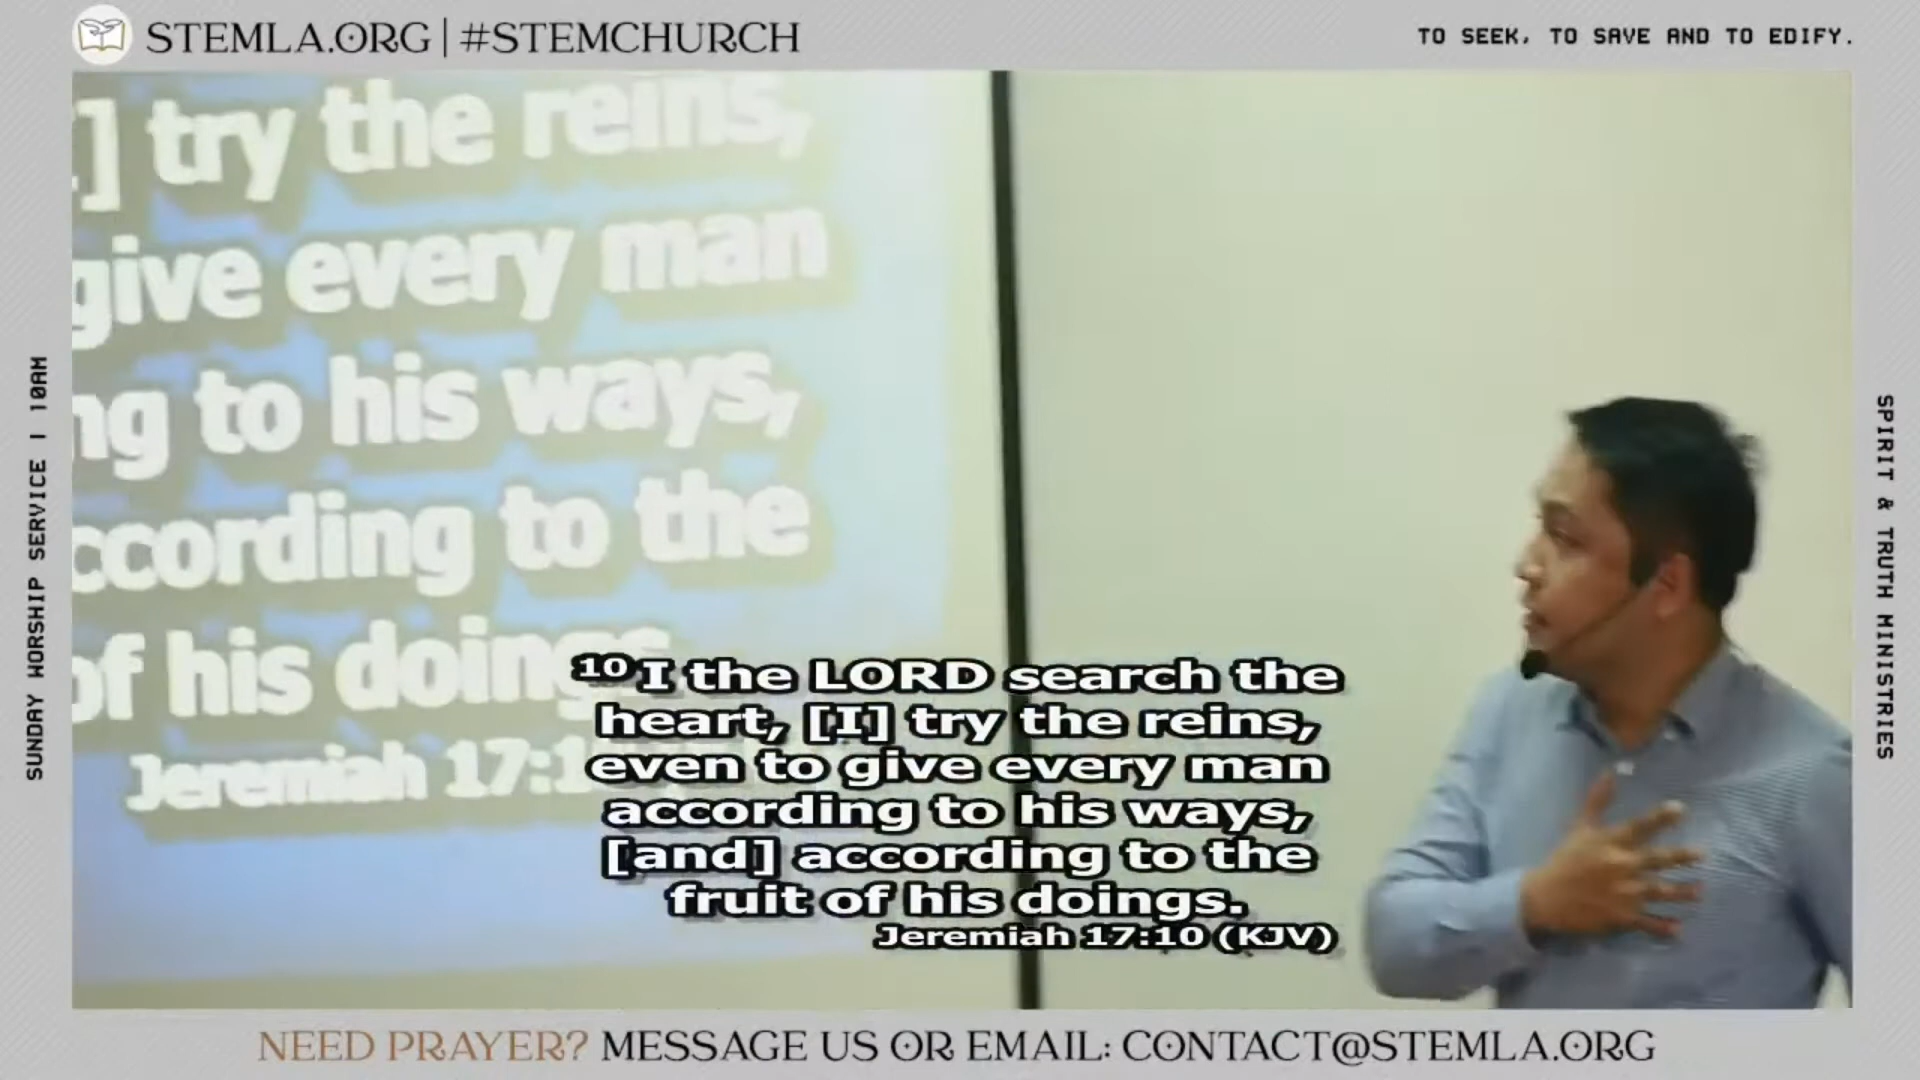 STEMLA.ORG | #STEMCHURCH
TO SEEK, TO SAVE AND TO EDIFY.
SUNDAY WORSHIP SERVICE | 10AM
] try the reins,
give every man
ng to his ways,
ccording to the
of his doings.
Jeremiah 17:1
10 I the LORD search the
heart, [I] try the reins,
even to give every man
according to his ways,
[and] according to the
fruit of his doings.
Jeremiah 17:10 (KJV)
SPIRIT & TRUTH MINISTRIES
NEED PRAYER? MESSAGE US OR EMAIL: CONTACT@STEMLA.ORG